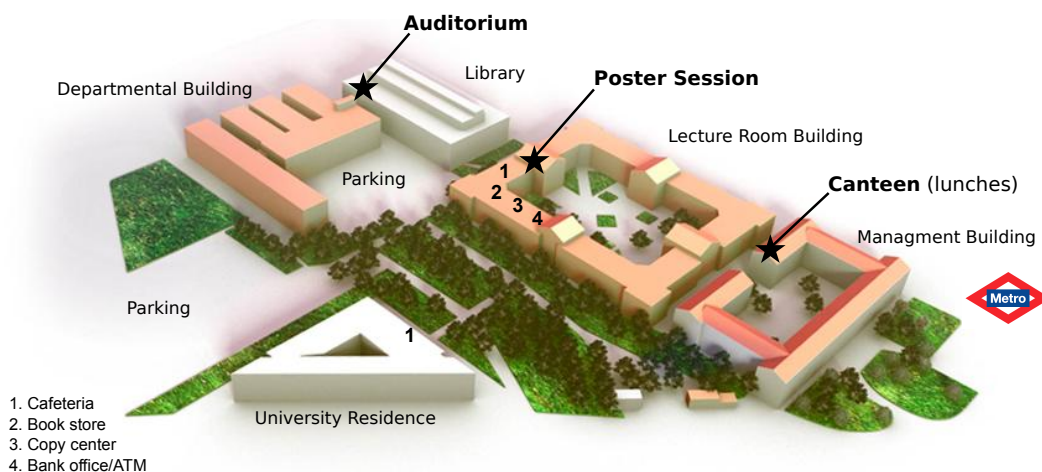 Auditorium
Departmental Building
Library
Poster Session
Lecture Room Building
Parking
1
2
3
4
Canteen (lunches)
Managment Building
Metro
Parking
1
University Residence
1. Cafeteria
2. Book store
3. Copy center
4. Bank office/ATM